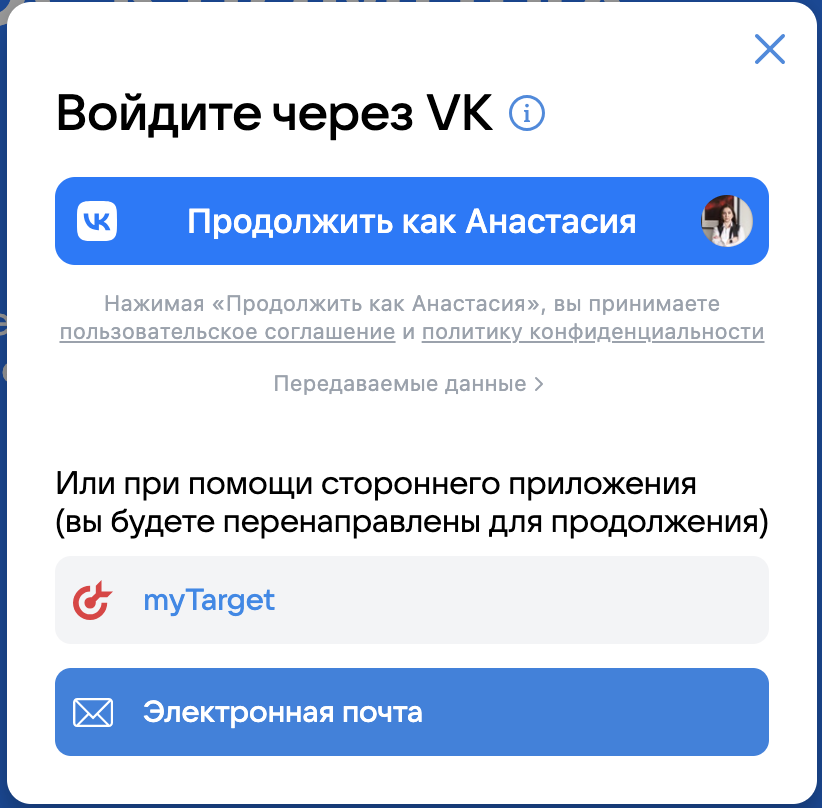 Войдите через VK
Продолжить как Анастасия
Нажимая «Продолжить как Анастасия», вы принимаете
пользовательское соглашение и политику конфиденциальности
Передаваемые данные
Или при помощи стороннего приложения
(вы будете перенаправлены для продолжения)
myTarget
Электронная почта